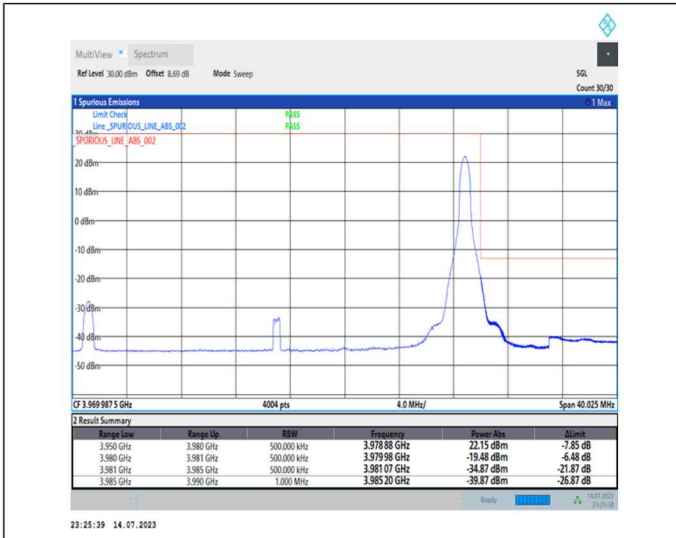 MultiView Spectrum
Ref Level 30.00 dBm Offset 8.69 dB Mode Sweep SGL
Count 30/30
1 Spurious Emissions 1 Max
Limit Check PASS
Line _SPURIOUS_LINE_ABS_002 PASS
_SPURIOUS_LINE_ABS_002
20 dBm
10 dBm
0 dBm
-10 dBm
-20 dBm
-30 dBm
-40 dBm
-50 dBm
CF 3.969 987 5 GHz 4004 pts 4.0 MHz/ Span 40.025 MHz
2 Result Summary
Range Low Range Up RBW Frequency Power Abs ΔLimit
3.950 GHz 3.980 GHz 500.000 kHz 3.978 88 GHz 22.15 dBm -7.85 dB
3.980 GHz 3.981 GHz 500.000 kHz 3.979 98 GHz -19.48 dBm -6.48 dB
3.981 GHz 3.985 GHz 500.000 kHz 3.981 07 GHz -34.87 dBm -21.87 dB
3.985 GHz 3.990 GHz 1.000 MHz 3.985 20 GHz -39.87 dBm -26.87 dB
Ready 14.07.2023
23:25:38
23:25:39 14.07.2023